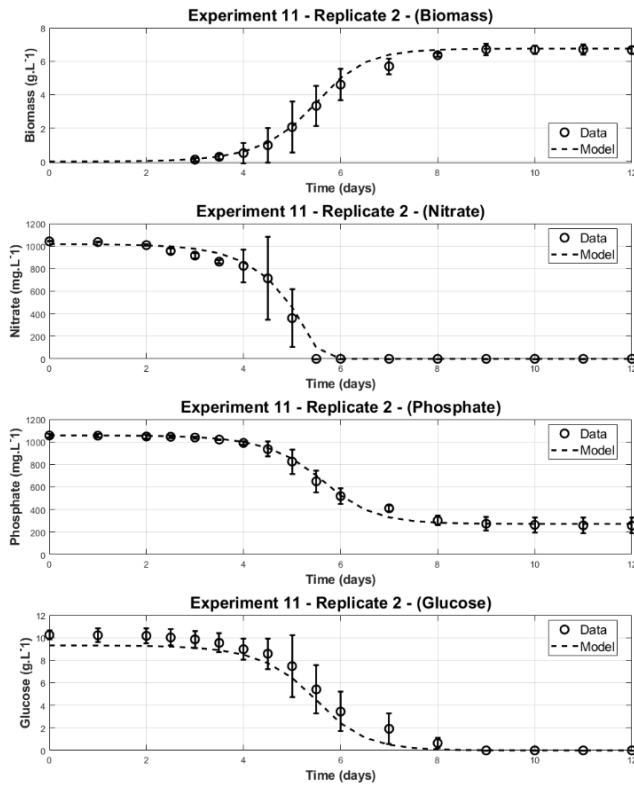 Experiment 11 - Replicate 2 - (Biomass)
8
6
4
2
0
Biomass (g.L⁻¹)
Data
Model
0 2 4 6 8 10 12
Time (days)
Experiment 11 - Replicate 2 - (Nitrate)
1200
1000
800
600
400
200
0
Nitrate (mg.L⁻¹)
Data
Model
0 2 4 6 8 10 12
Time (days)
Experiment 11 - Replicate 2 - (Phosphate)
1200
1000
800
600
400
200
0
Phosphate (mg.L⁻¹)
Data
Model
0 2 4 6 8 10 12
Time (days)
Experiment 11 - Replicate 2 - (Glucose)
12
10
8
6
4
2
0
Glucose (g.L⁻¹)
Data
Model
0 2 4 6 8 10 12
Time (days)